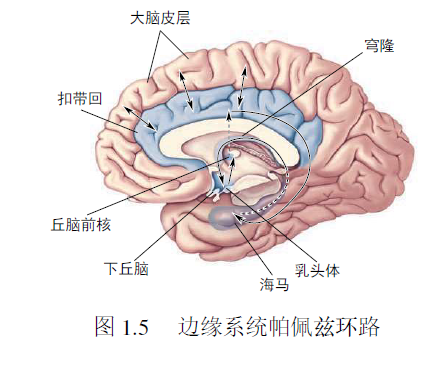 大脑皮层
穹隆
扣带回
丘脑前核
下丘脑
海马
乳头体
图 1.5 边缘系统帕佩兹环路